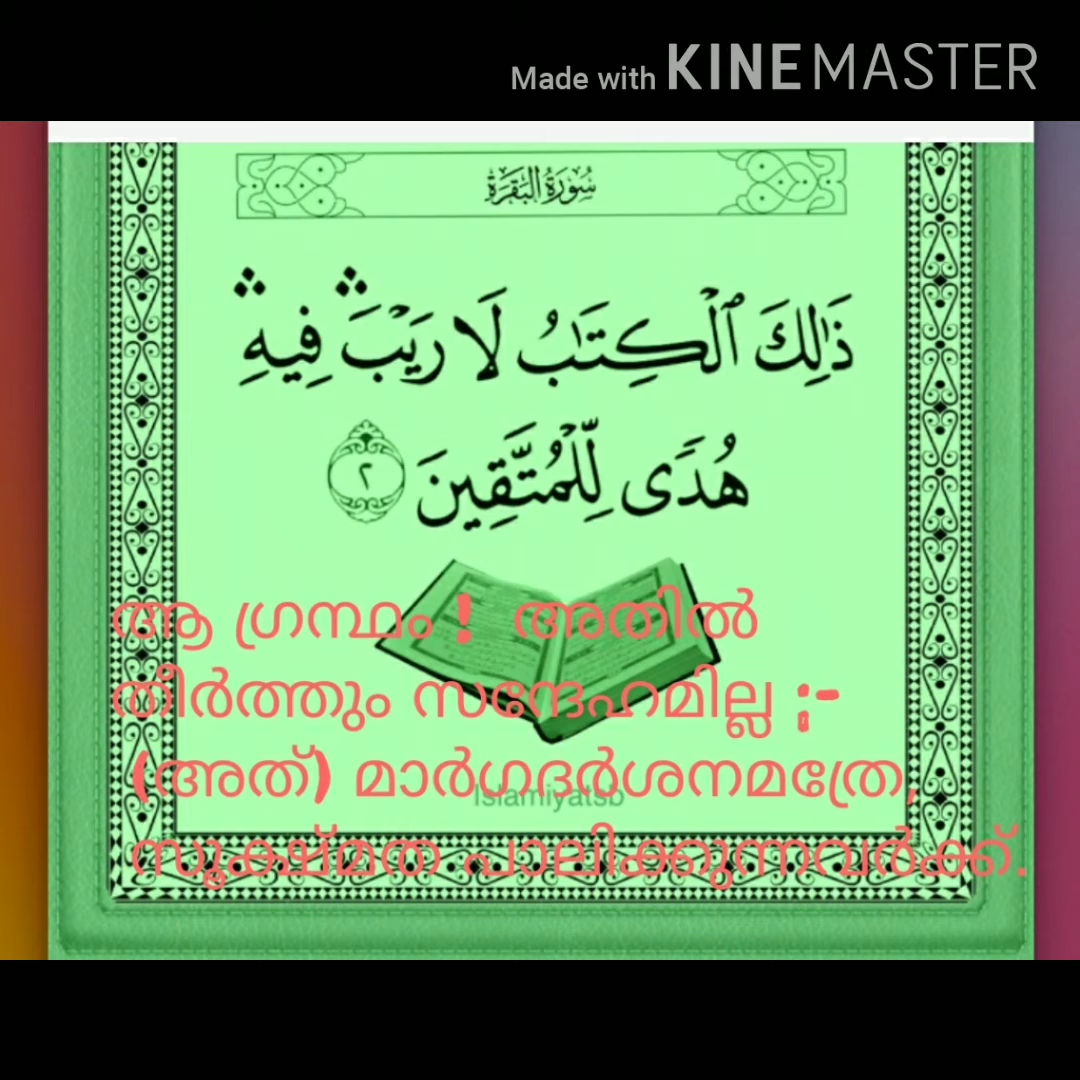 Made with KINEMASTER
سُورَةُ البَقَرَةِ
ذَٰلِكَ ٱلْكِتَٰبُ لَا رَيْبَ ۛ فِيهِ ۛ
هُدًى لِّلْمُتَّقِينَ ٢
ആ ഗ്രന്ഥം ! അതിൽ
തീർത്തും സന്ദേഹമില്ല ;-
(അത്) മാർഗദർശനമത്രേ,
Islamiyatsb
സൂക്ഷ്മത പാലിക്കുന്നവർക്ക്.